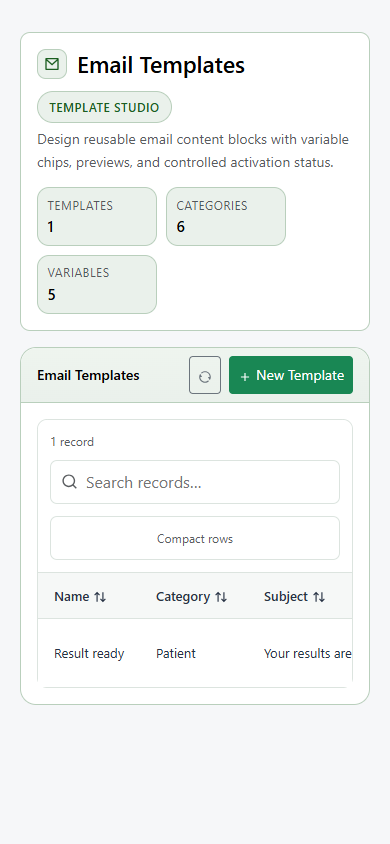 Email Templates
TEMPLATE STUDIO
Design reusable email content blocks with variable
chips, previews, and controlled activation status.
TEMPLATES
1
CATEGORIES
6
VARIABLES
5
Email Templates
+ New Template
1 record
Search records...
Compact rows
Name ↑↓ Category ↑↓ Subject ↑↓
Result ready Patient Your results are